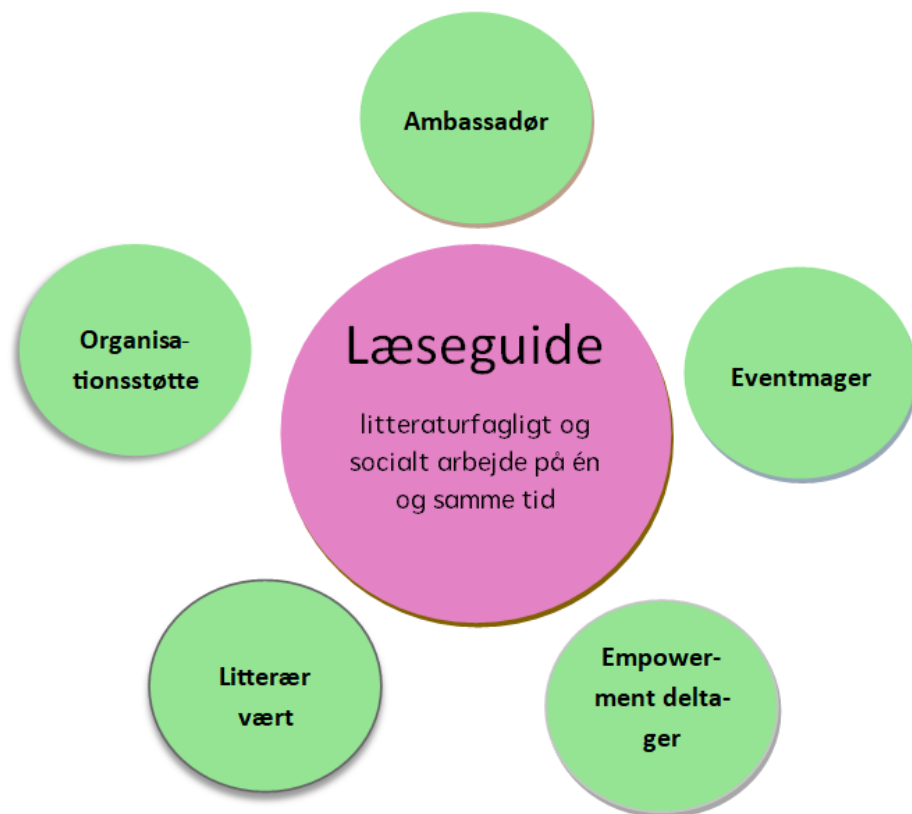 Ambassadør
Organisa-
tionsstøtte
Læseguide
litteraturfagligt og
socialt arbejde på én
og samme tid
Eventmager
Litterær
vært
Empower-
ment delta-
ger